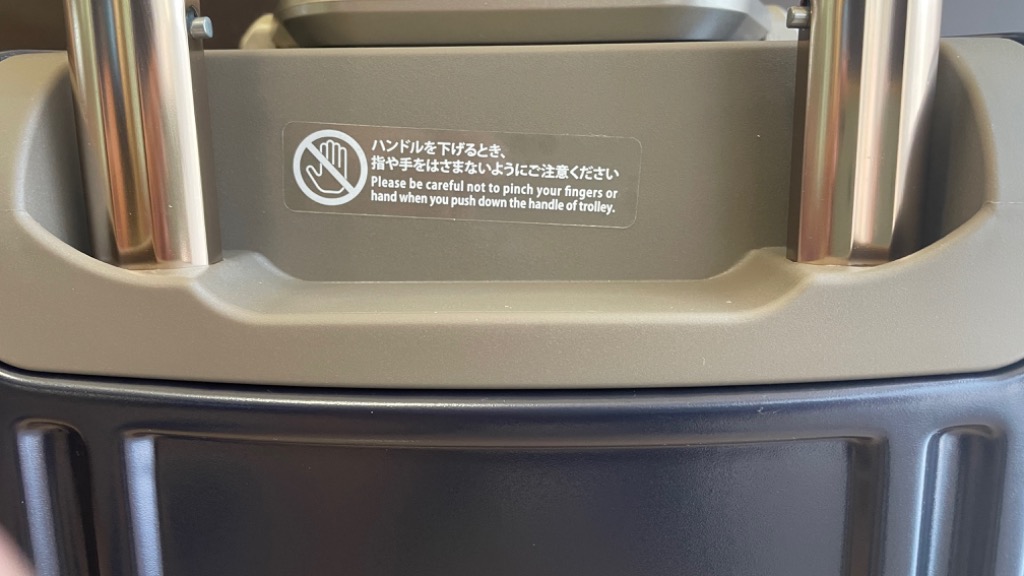 ハンドルを下げるとき、
指や手をはさまないようにご注意ください
Please be careful not to pinch your fingers or
hand when you push down the handle of trolley.